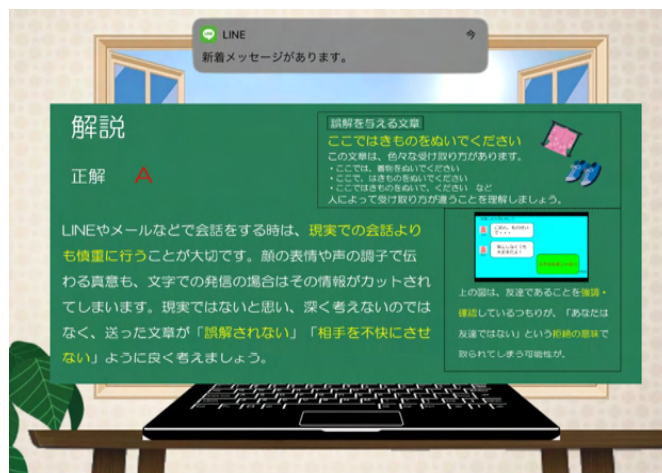 LINE
今
新着メッセージがあります。
解説
正解 A
誤解を与える文章
ここではきものをぬいでください
この文章は、色々な受け取り方があります。
・ここでは、着物をぬいでください
・ここで、はきものをぬいでください
・ここではきものをぬいで、ください など
人によって受け取り方が違うことを理解しましょう。
LINEやメールなどで会話をする時は、現実での会話より
も慎重に行うことが大切です。顔の表情や声の調子で伝
わる真意も、文字での発信の場合はその情報がカットされ
てしまいます。現実ではないと思い、深く考えないのでは
なく、送った文章が「誤解されない」「相手を不快にさせ
ない」ように良く考えましょう。
上の図は、友達であることを強調・
確認しているつもりが、「あなたは
友達ではない」という拒絶の意味で
取られてしまう可能性が。